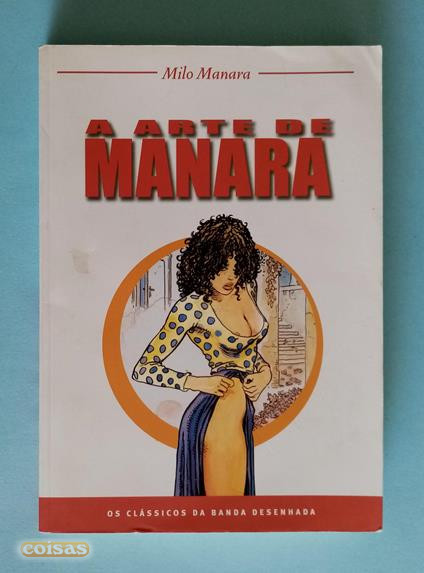 Milo Manara
A ARTE DE
MANARA
OS CLÁSSICOS DA BANDA DESENHADA
coisas